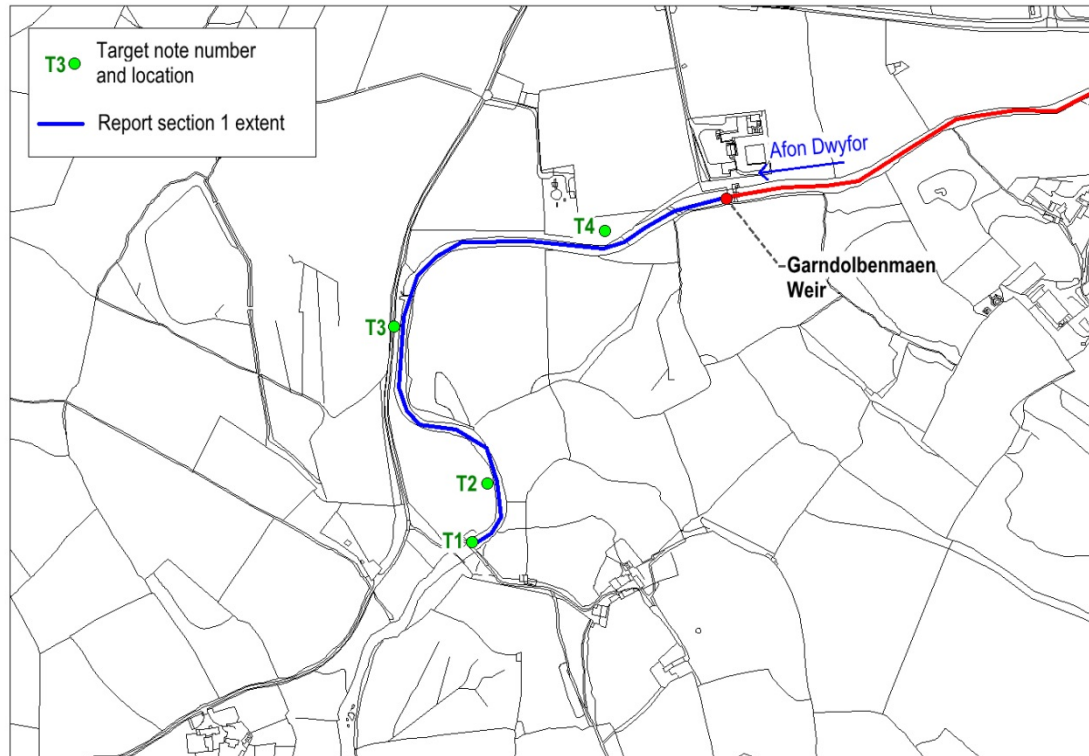 T3
Target note number
and location
Report section 1 extent
Afon Dwyfor
T4
Garndolbenmaen
Weir
T3
T2
T1